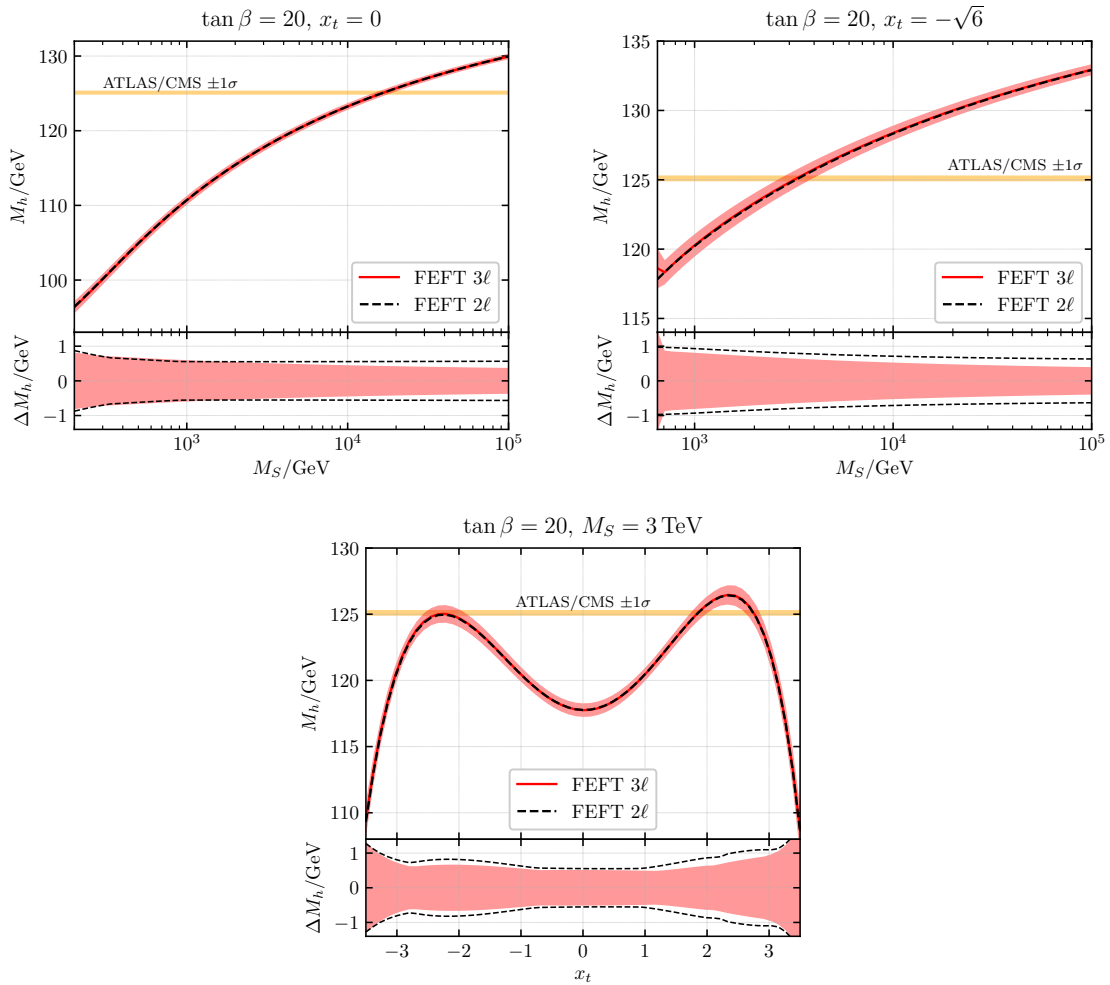 tan β = 20, x_t = 0
130
120
110
100
M_h/GeV
ATLAS/CMS ±1σ
FEFT 3ℓ
FEFT 2ℓ
1
0
−1
ΔM_h/GeV
10^3
10^4
10^5
M_S/GeV
tan β = 20, x_t = −√6
135
130
125
120
115
M_h/GeV
ATLAS/CMS ±1σ
FEFT 3ℓ
FEFT 2ℓ
1
0
−1
ΔM_h/GeV
10^3
10^4
10^5
M_S/GeV
tan β = 20, M_S = 3 TeV
130
125
120
115
110
M_h/GeV
ATLAS/CMS ±1σ
FEFT 3ℓ
FEFT 2ℓ
1
0
−1
ΔM_h/GeV
−3 −2 −1 0 1 2 3
x_t